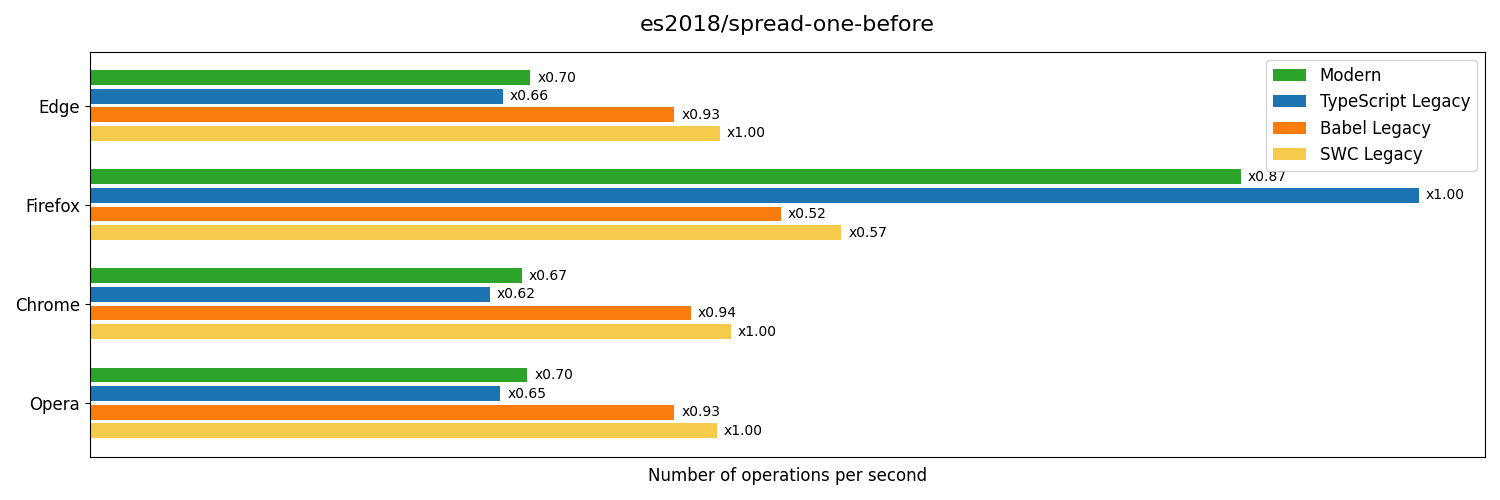 es2018/spread-one-before
Modern
TypeScript Legacy
Babel Legacy
SWC Legacy
Edge
x0.70
x0.66
x0.93
x1.00
Firefox
x0.87
x1.00
x0.52
x0.57
Chrome
x0.67
x0.62
x0.94
x1.00
Opera
x0.70
x0.65
x0.93
x1.00
Number of operations per second